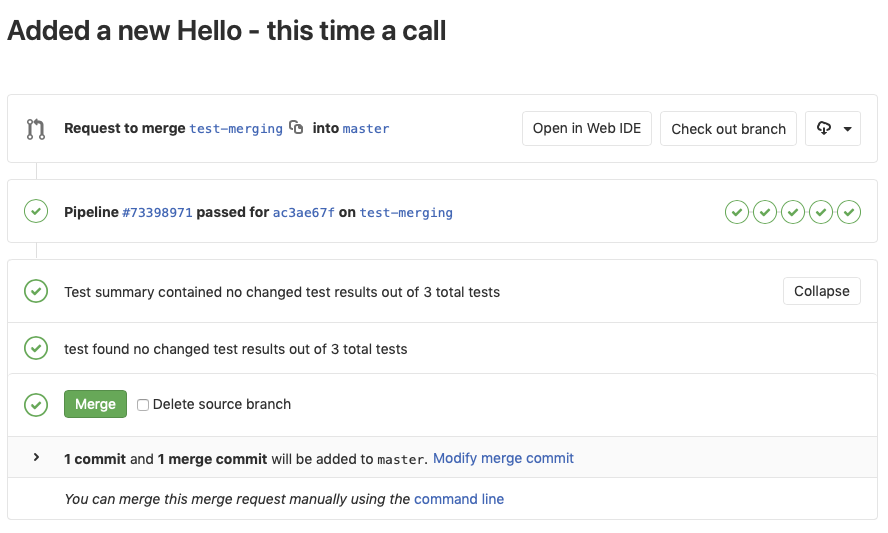 Added a new Hello - this time a call
Request to merge test-merging into master
Open in Web IDE
Check out branch
Pipeline #73398971 passed for ac3ae67f on test-merging
Test summary contained no changed test results out of 3 total tests
Collapse
test found no changed test results out of 3 total tests
Merge
Delete source branch
1 commit and 1 merge commit will be added to master. Modify merge commit
You can merge this merge request manually using the command line